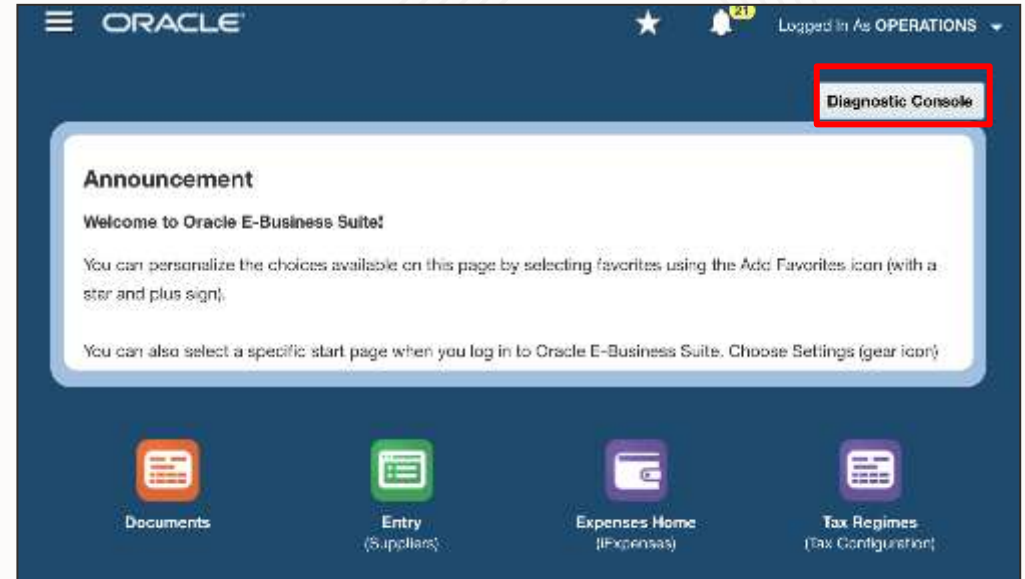 ORACLE
21
Logged In As OPERATIONS
Diagnostic Console
Announcement
Welcome to Oracle E-Business Suite!
You can personalize the choices available on this page by selecting favorites using the Add Favorites icon (with a
star and plus sign).
You can also select a specific start page when you log in to Oracle E-Business Suite. Choose Settings (gear icon)
Documents
Entry
(Suppliers)
Expenses Home
(iExpenses)
Tax Regimes
(Tax Configuration)